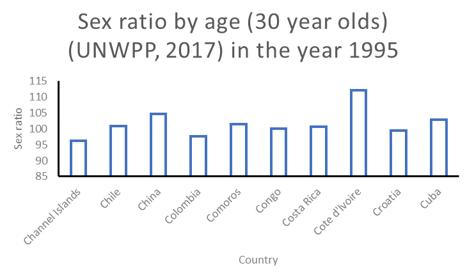 Sex ratio by age (30 year olds)
(UNWPP, 2017) in the year 1995
115
110
105
100
95
90
85
Sex ratio
Channel Islands
Chile
China
Colombia
Comoros
Congo
Costa Rica
Cote d'Ivoire
Croatia
Cuba
Country